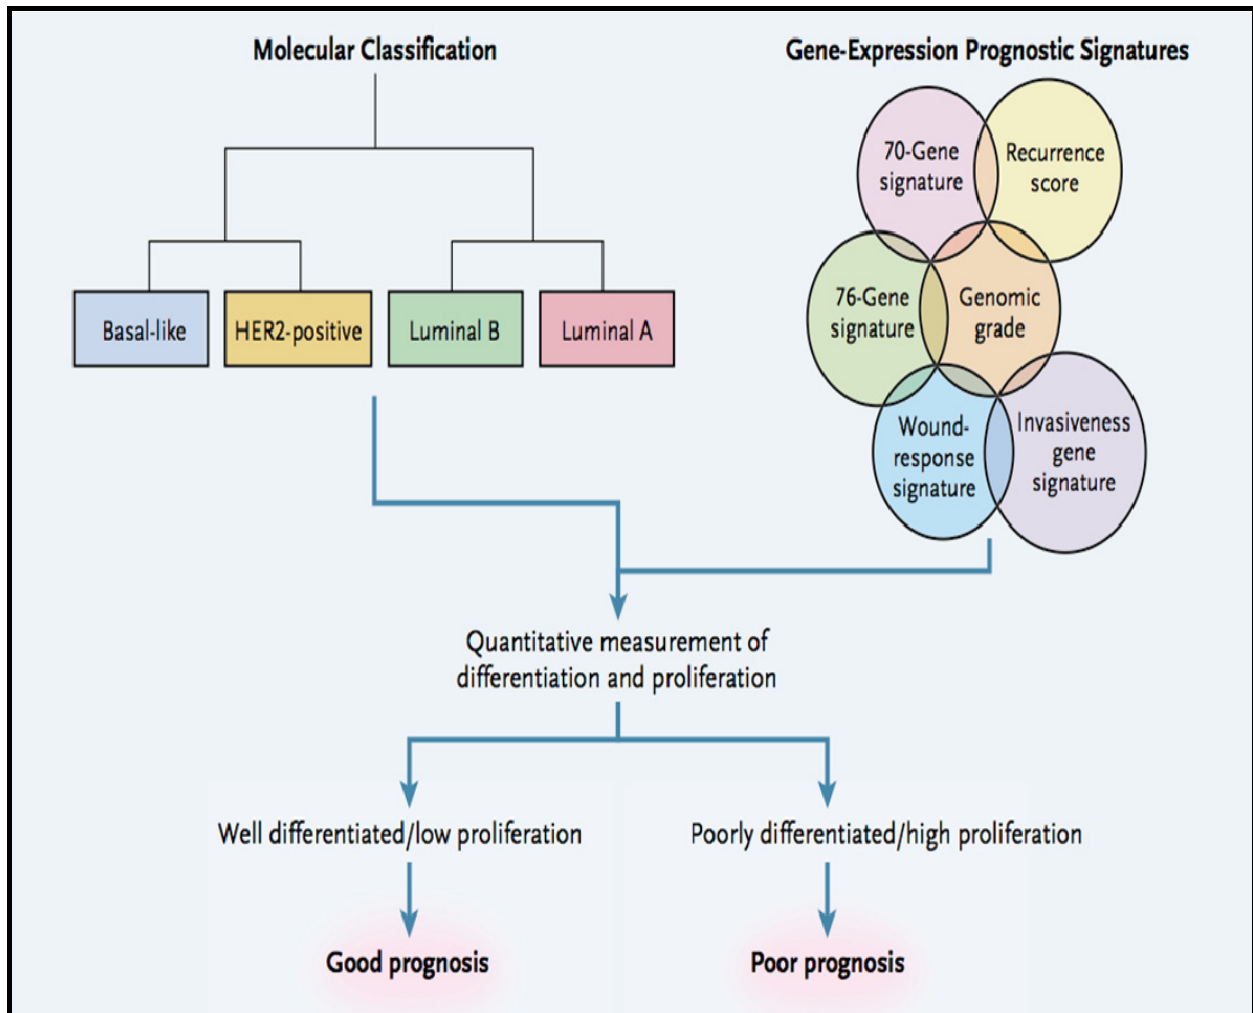 Molecular Classification
Basal-like
HER2-positive
Luminal B
Luminal A
Gene-Expression Prognostic Signatures
70-Gene
signature
Recurrence
score
76-Gene
signature
Genomic
grade
Wound-
response
signature
Invasiveness
gene
signature
Quantitative measurement of
differentiation and proliferation
Well differentiated/low proliferation
Poorly differentiated/high proliferation
Good prognosis
Poor prognosis